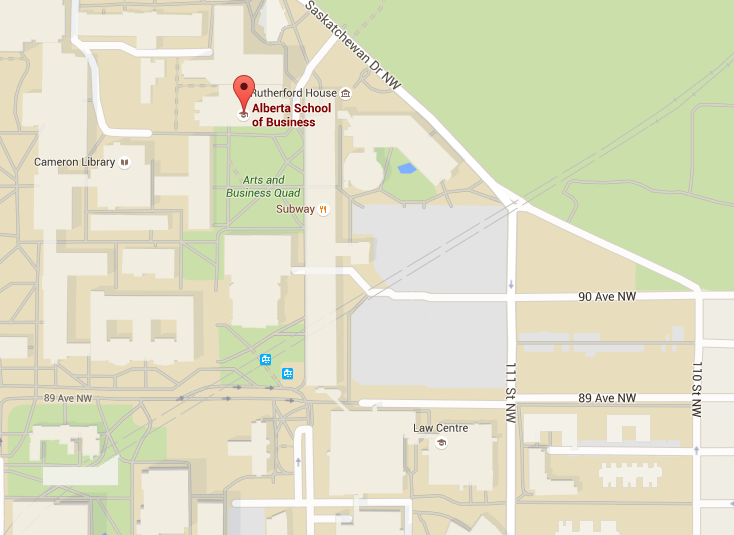 Saskatchewan Dr NW
Rutherford House
Alberta School
of Business
Cameron Library
Arts and
Business Quad
Subway
90 Ave NW
111 St NW
110 St NW
89 Ave NW
89 Ave NW
Law Centre